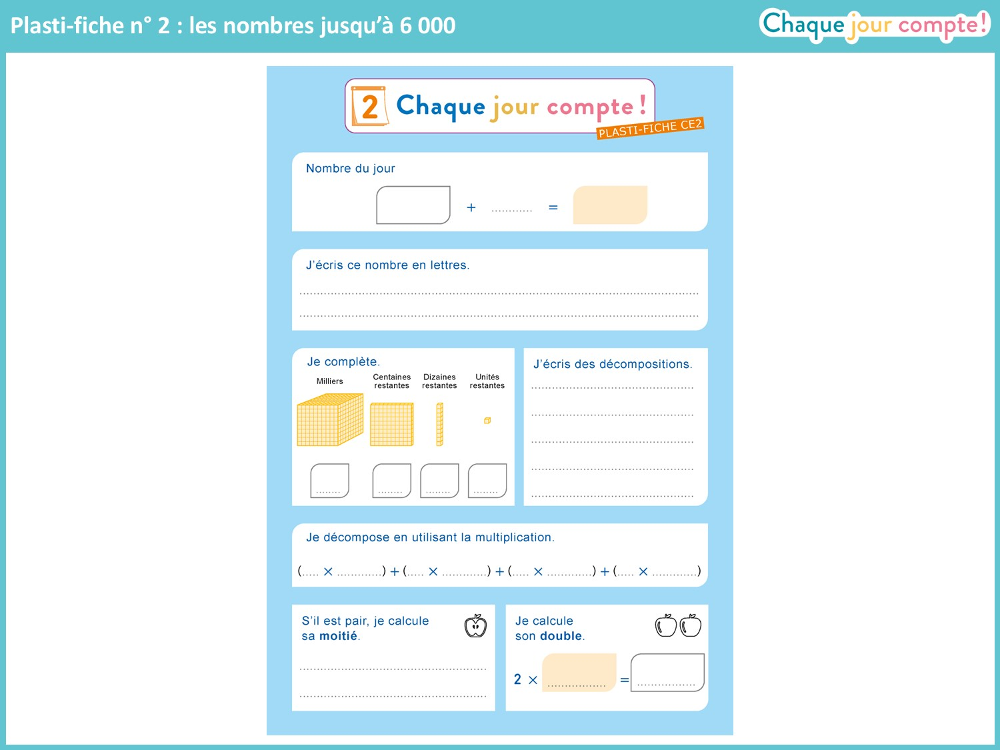 Plasti-fiche n° 2 : les nombres jusqu’à 6 000
Chaque jour compte!
2 Chaque jour compte !
PLASTI-FICHE CE2
Nombre du jour
+ ............ =
J’écris ce nombre en lettres.
Je complète.
Milliers
Centaines restantes
Dizaines restantes
Unités restantes
J’écris des décompositions.
Je décompose en utilisant la multiplication.
(..... × .............) + (..... × .............) + (..... × .............) + (..... × .............)
S’il est pair, je calcule
sa moitié.
Je calcule
son double.
2 × ................. = .................